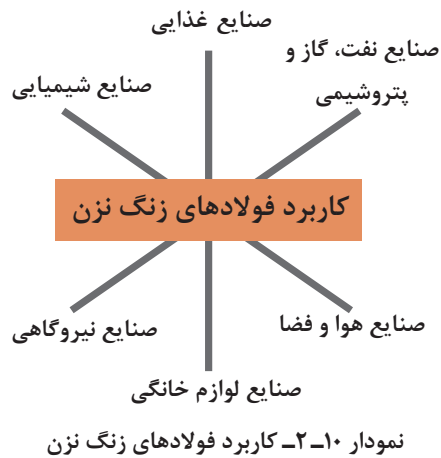 صنایع غذایی
صنایع نفت، گاز و
پتروشیمی
صنایع شیمیایی
کاربرد فولادهای زنگ نزن
صنایع هوا و فضا
صنایع نیروگاهی
صنایع لوازم خانگی
نمودار ۱۰ـ۲ـ کاربرد فولادهای زنگ نزن